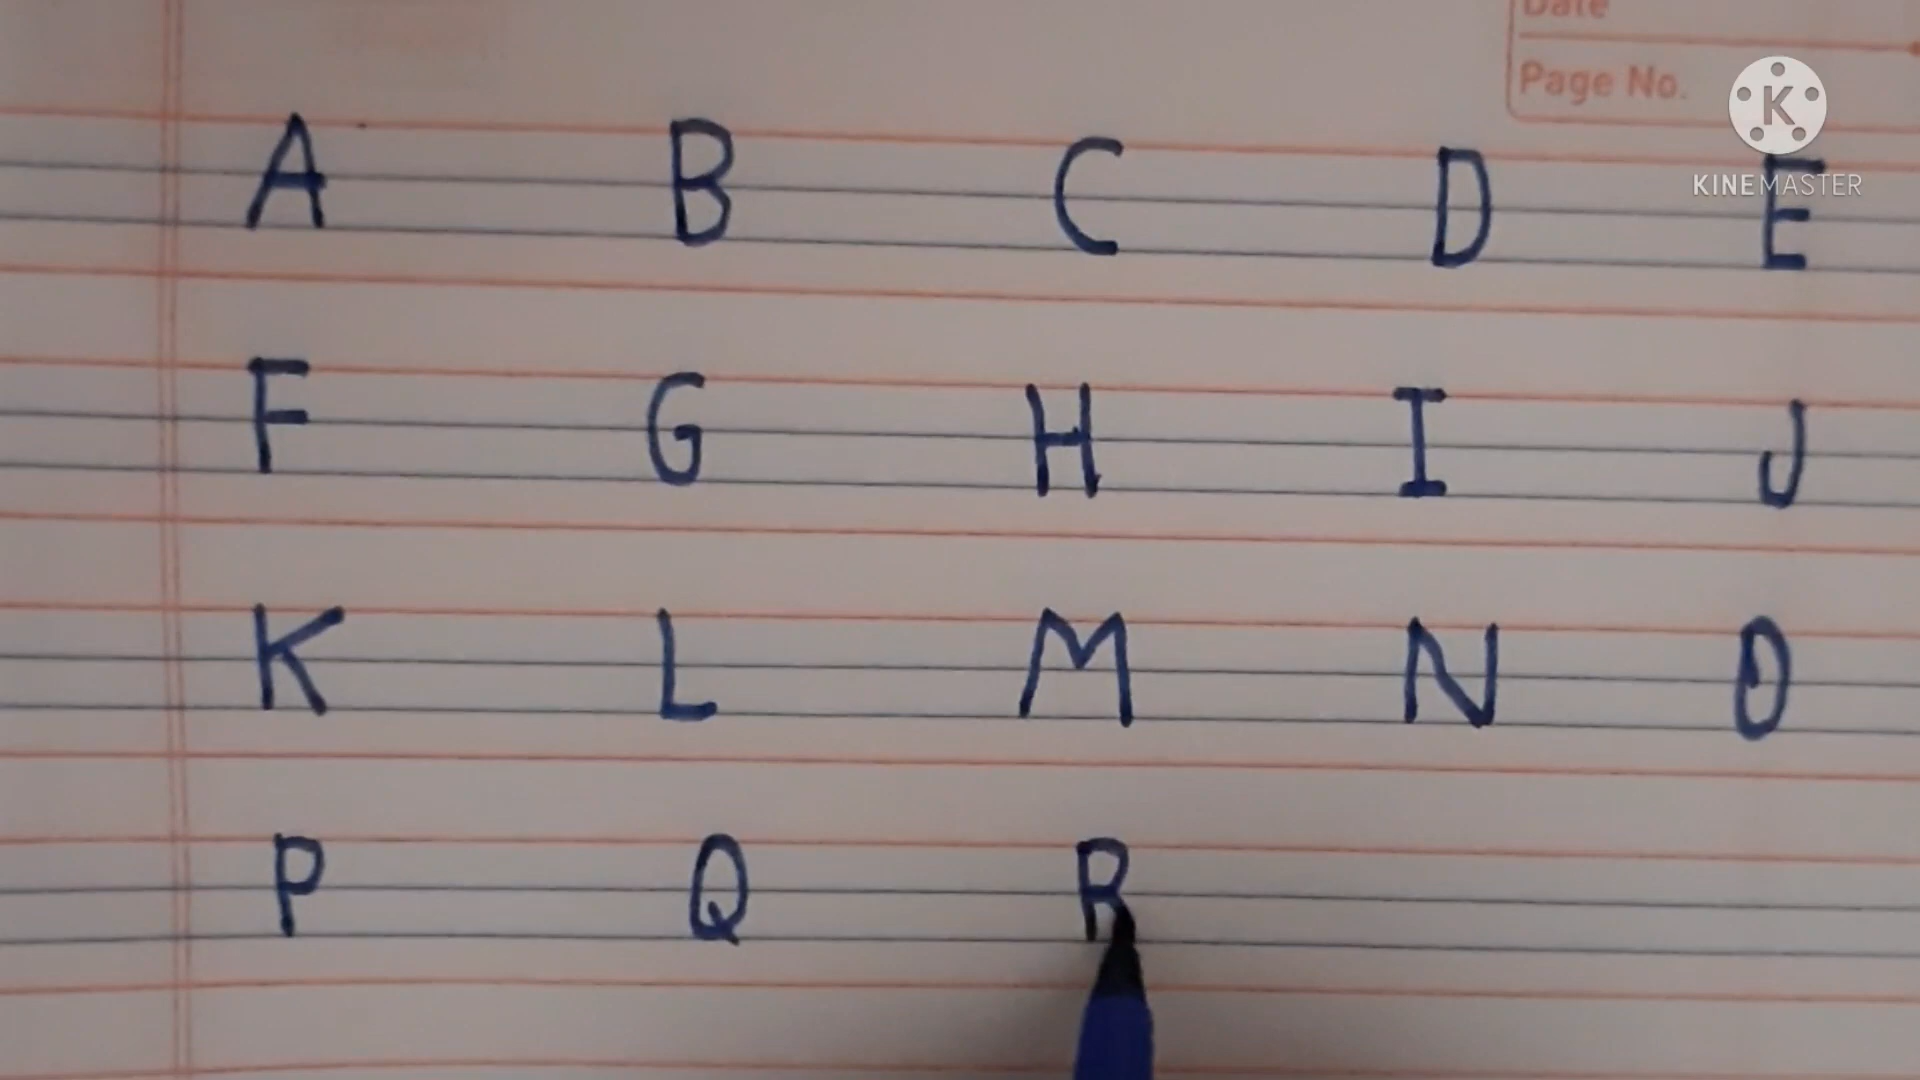 Date
Page No.
K
KINEMASTER
A B C D E
F G H I J
K L M N O
P Q R